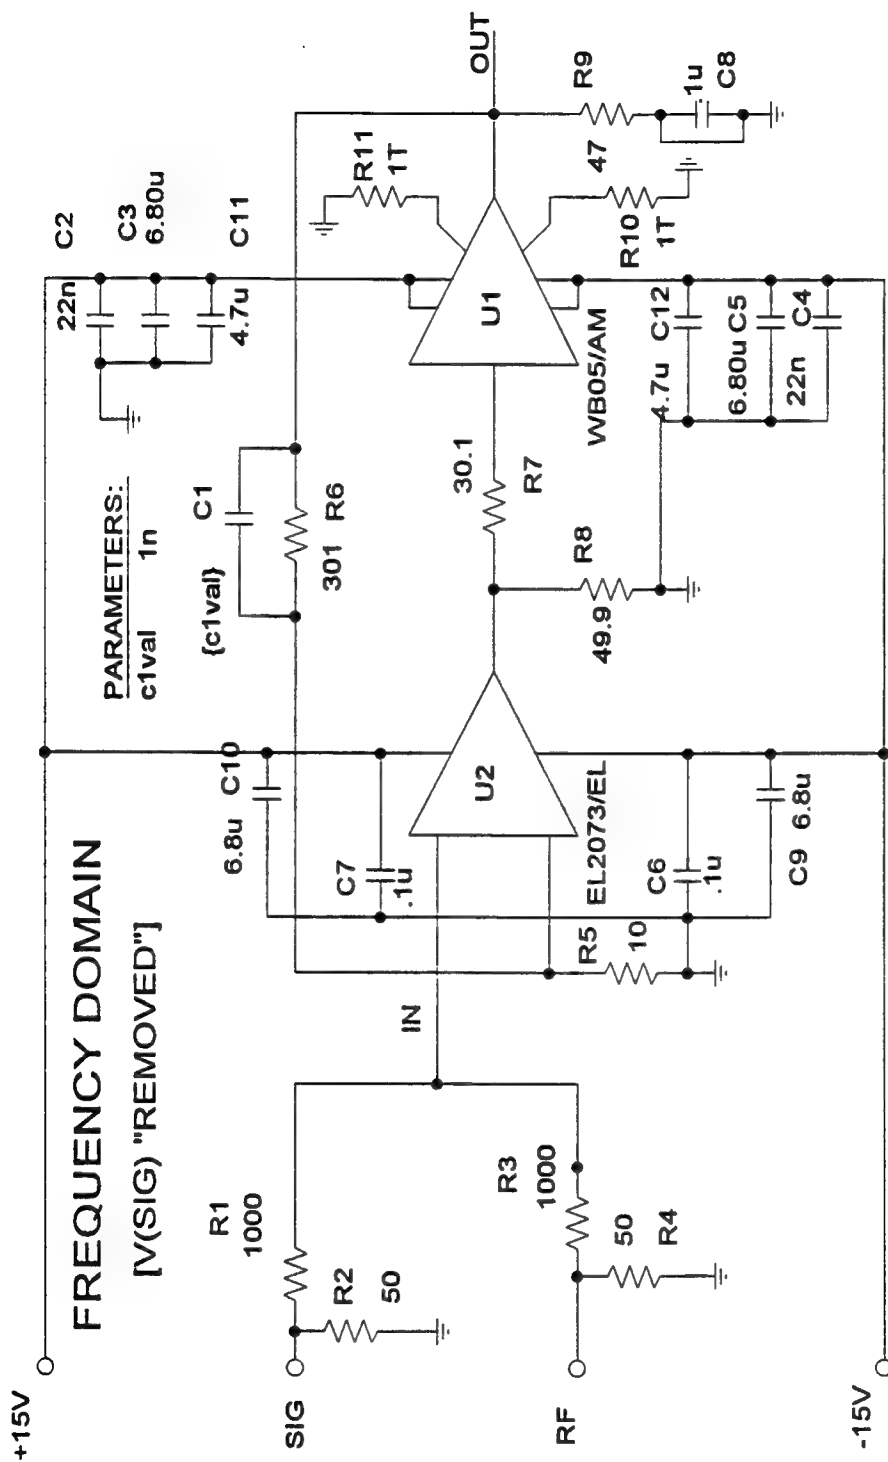 FREQUENCY DOMAIN
[V(SIG) "REMOVED"]
PARAMETERS:
c1val 1n
+15V
SIG
RF
-15V
R1
1000
R2
50
R3
1000
50
R4
IN
C10
6.8u
C7
.1u
U2
EL2073/EL
R5
10
C6
.1u
C9
6.8u
C1
{c1val}
R6
301
R7
30.1
R8
49.9
C2
22n
C3
6.80u
C11
4.7u
U1
WB05/AM
R11
1T
R10
1T
C12
4.7u
C5
6.80u
C4
22n
OUT
R9
47
.1u
C8